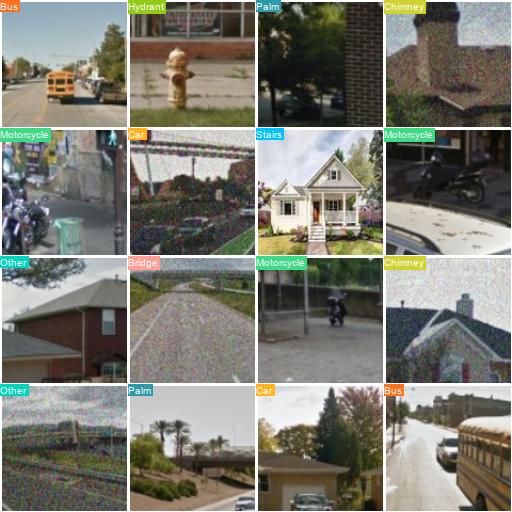 Bus
Hydrant
Palm
Chimney
Motorcycle
Car
Stairs
Motorcycle
Other
Bridge
Motorcycle
Chimney
Other
Palm
Car
Bus